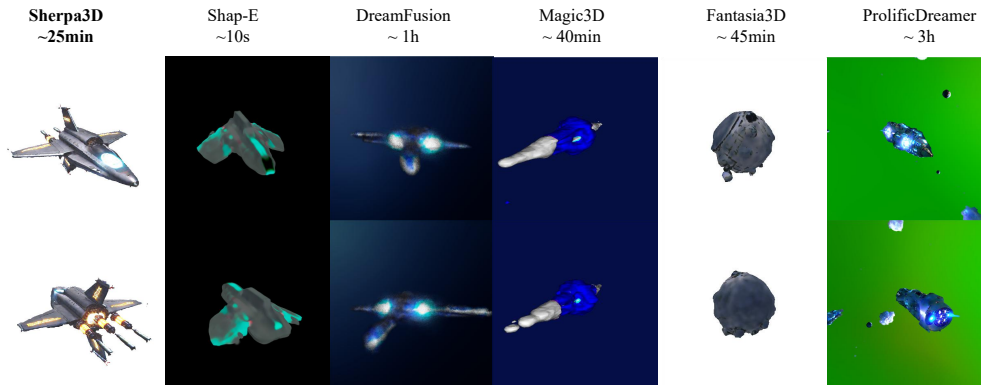 Sherpa3D
~25min
Shap-E
~10s
DreamFusion
~ 1h
Magic3D
~ 40min
Fantasia3D
~ 45min
ProlificDreamer
~ 3h